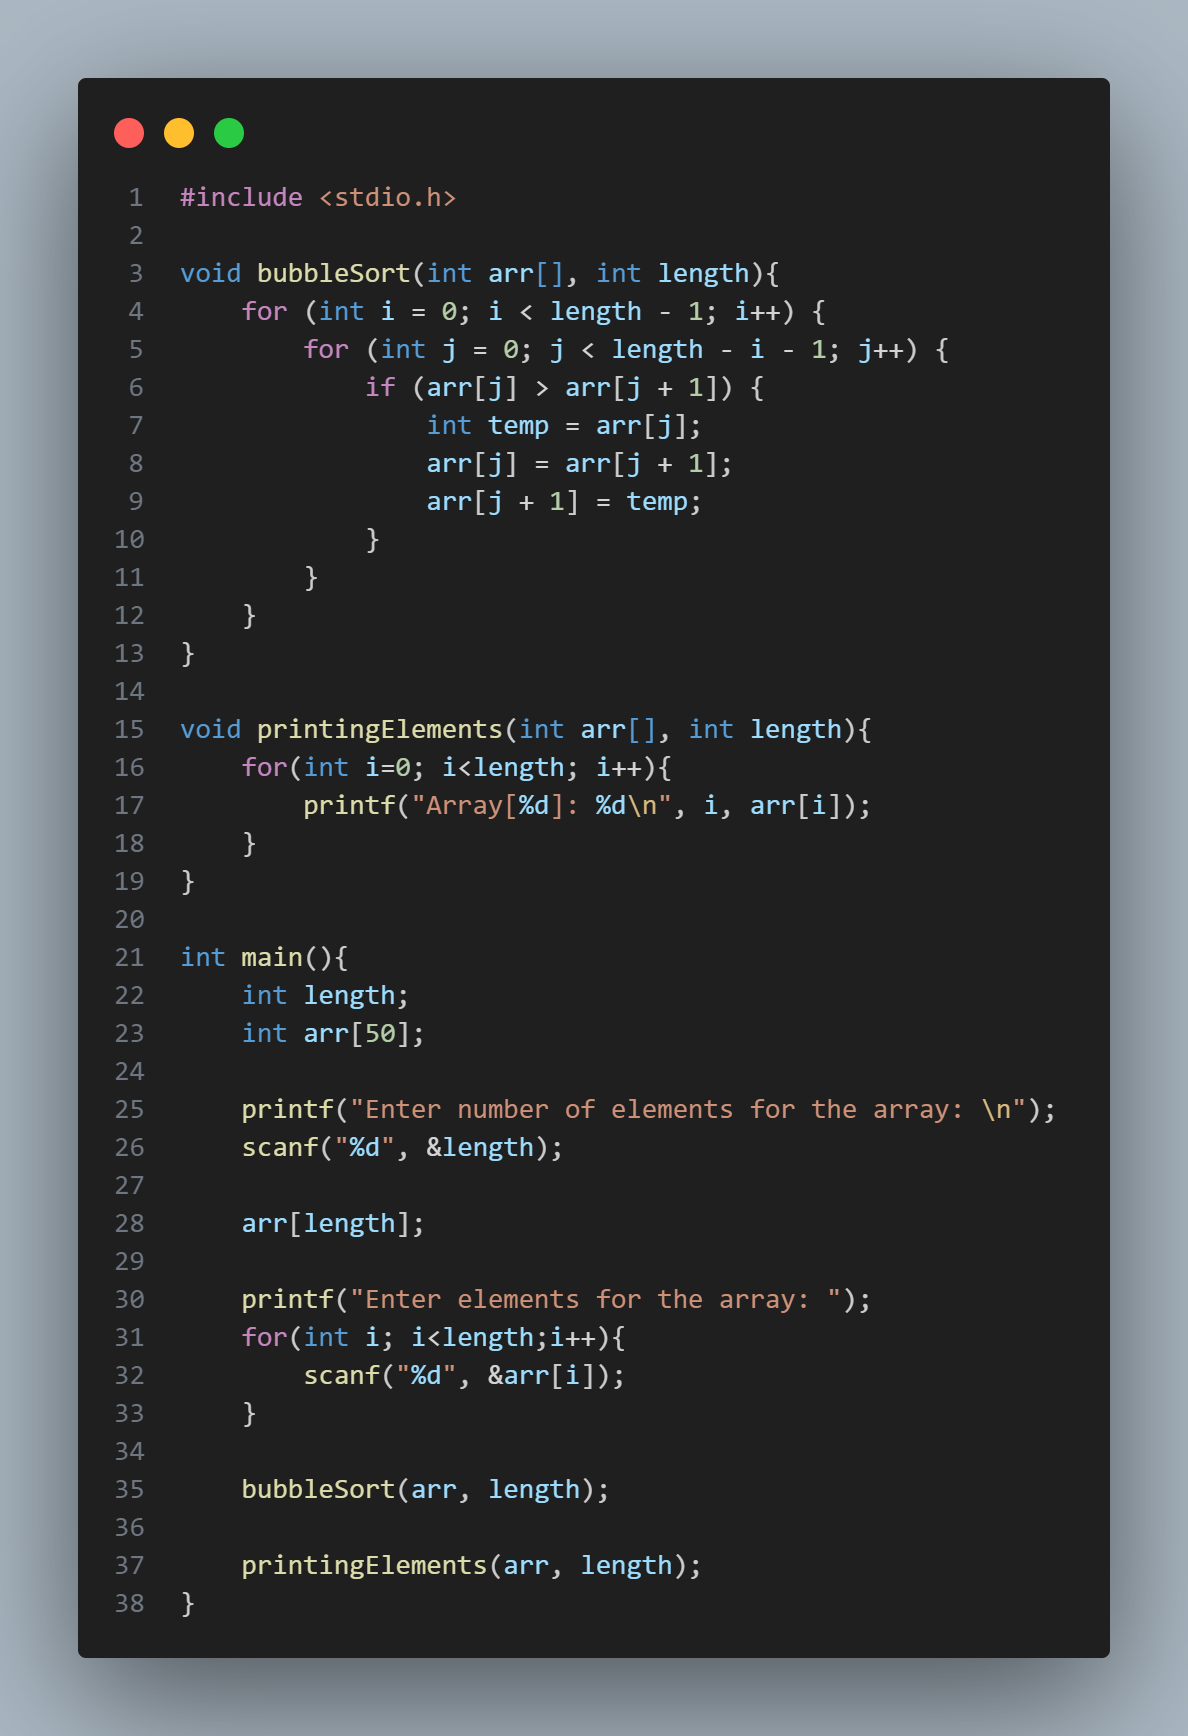 1 #include <stdio.h>
2
3 void bubbleSort(int arr[], int length){
4     for (int i = 0; i < length - 1; i++) {
5         for (int j = 0; j < length - i - 1; j++) {
6             if (arr[j] > arr[j + 1]) {
7                 int temp = arr[j];
8                 arr[j] = arr[j + 1];
9                 arr[j + 1] = temp;
10             }
11         }
12     }
13 }
14
15 void printingElements(int arr[], int length){
16     for(int i=0; i<length; i++){
17         printf("Array[%d]: %d\n", i, arr[i]);
18     }
19 }
20
21 int main(){
22     int length;
23     int arr[50];
24
25     printf("Enter number of elements for the array: \n");
26     scanf("%d", &length);
27
28     arr[length];
29
30     printf("Enter elements for the array: ");
31     for(int i; i<length;i++){
32         scanf("%d", &arr[i]);
33     }
34
35     bubbleSort(arr, length);
36
37     printingElements(arr, length);
38 }